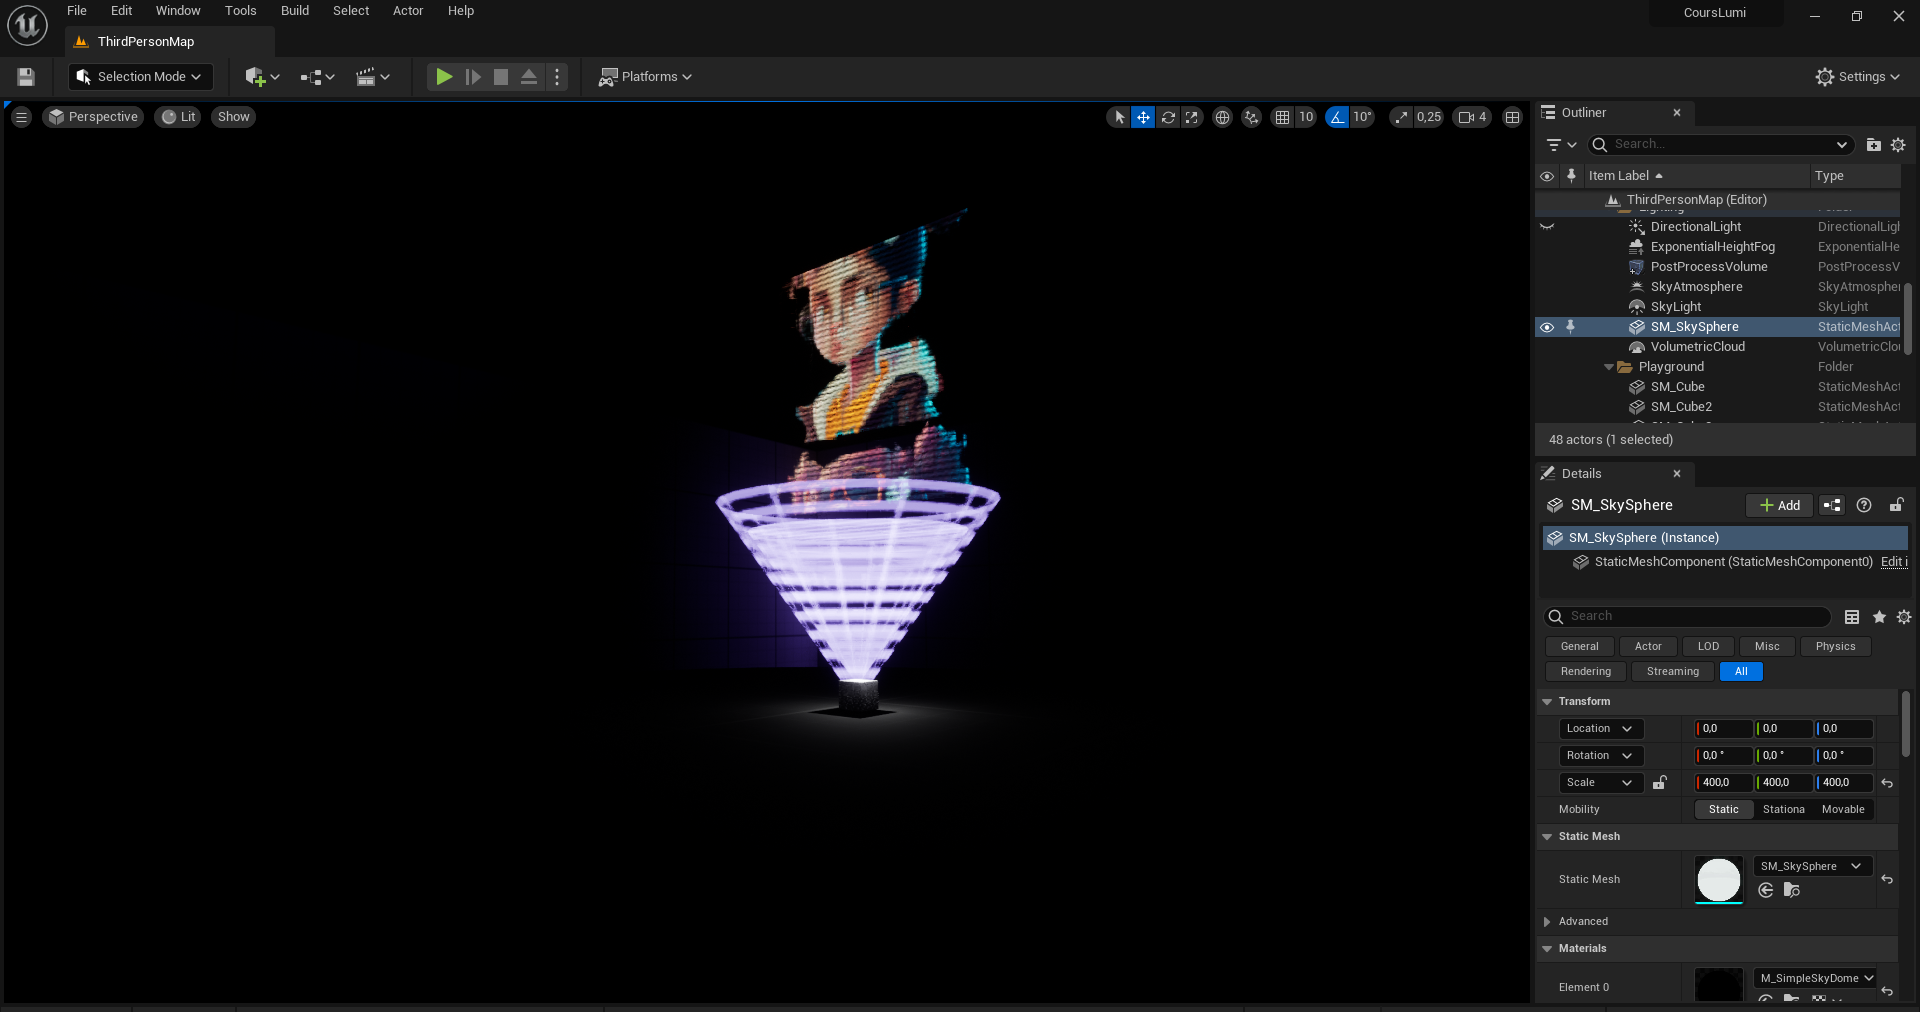 File Edit Window Tools Build Select Actor Help
CoursLumi
ThirdPersonMap
Selection Mode
Platforms
Settings
Perspective Lit Show
10 10° 0,25 4
Outliner
Search...
Item Label Type
ThirdPersonMap (Editor)
DirectionalLight DirectionalLigh
ExponentialHeightFog ExponentialHe
PostProcessVolume PostProcessV
SkyAtmosphere SkyAtmospher
SkyLight SkyLight
SM_SkySphere StaticMeshAct
VolumetricCloud VolumetricClou
Playground Folder
SM_Cube StaticMeshAct
SM_Cube2 StaticMeshAct
48 actors (1 selected)
Details
SM_SkySphere
Add
SM_SkySphere (Instance)
StaticMeshComponent (StaticMeshComponent0) Edit i
Search
General Actor LOD Misc Physics
Rendering Streaming All
Transform
Location 0,0 0,0 0,0
Rotation 0,0 ° 0,0 ° 0,0 °
Scale 400,0 400,0 400,0
Mobility Static Stationa Movable
Static Mesh
SM_SkySphere
Static Mesh
Advanced
Materials
M_SimpleSkyDome
Element 0